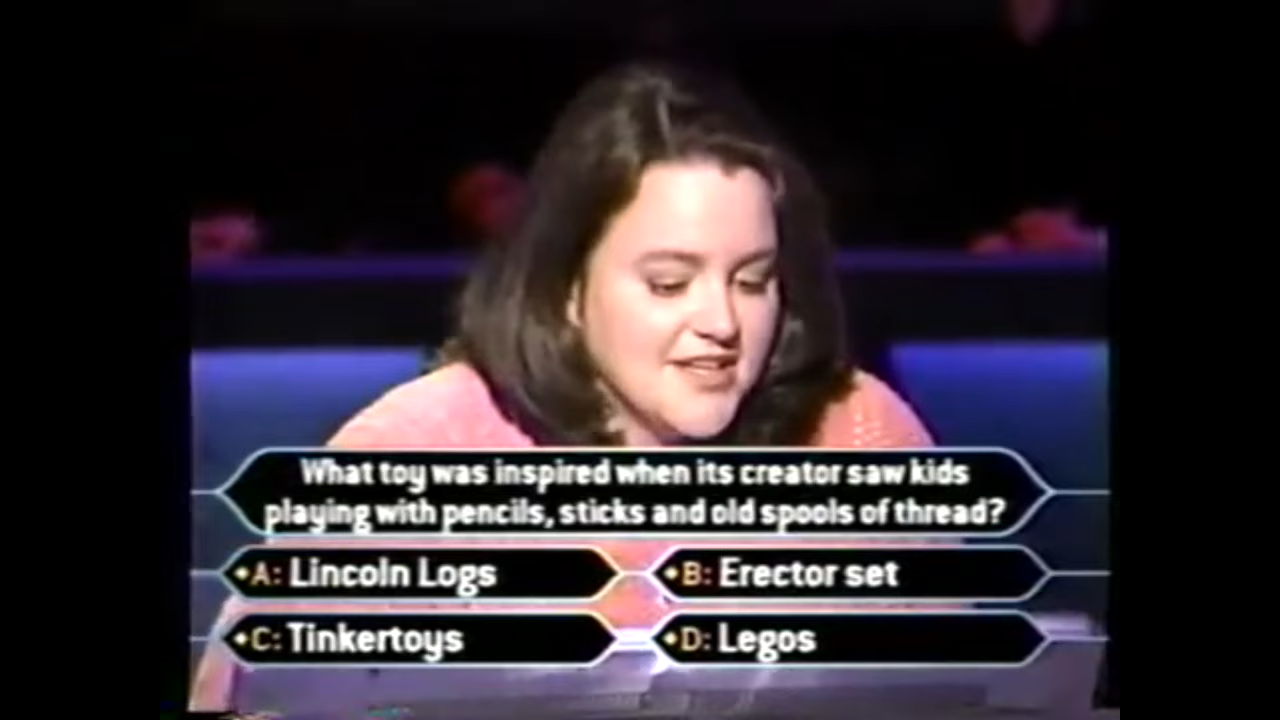 What toy was inspired when its creator saw kids
playing with pencils, sticks and old spools of thread?
A: Lincoln Logs
B: Erector set
C: Tinkertoys
D: Legos